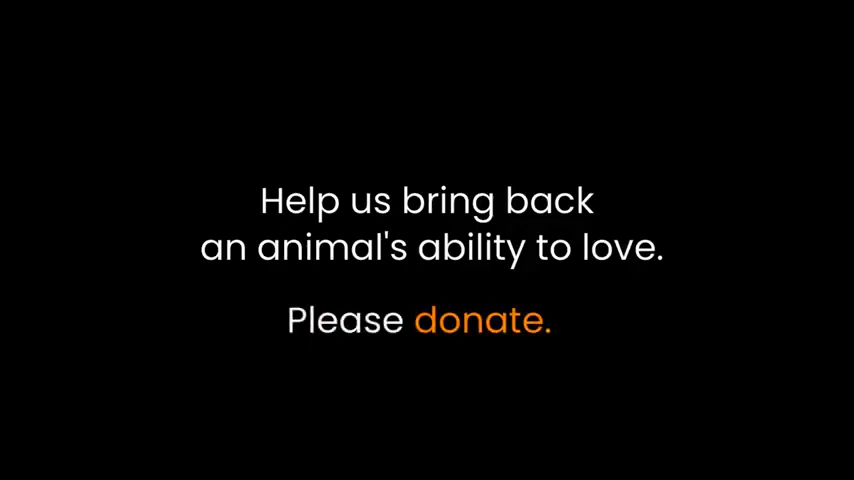 Help us bring back
an animal's ability to love.
Please donate.